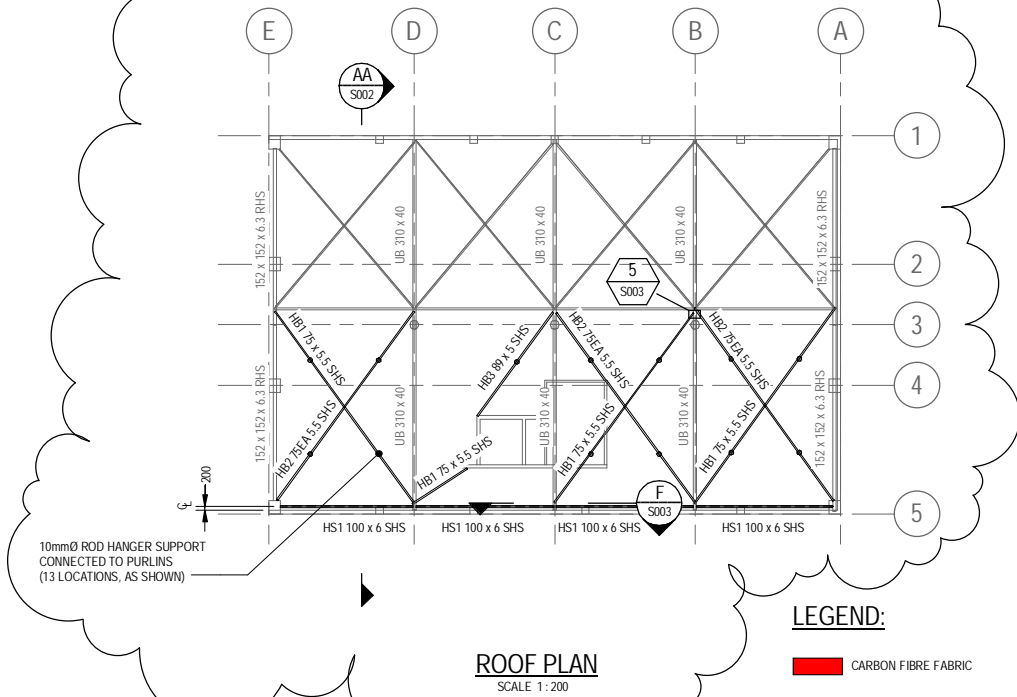 E
D
C
B
A
AA
S002
1
152 x 152 x 6.3 RHS
UB 310 x 40
UB 310 x 40
UB 310 x 40
152 x 152 x 6.3 RHS
2
5
S003
3
HB1 75 x 5.5 SHS
HB2 75EA 5.5 SHS
HB3 89 x 5 SHS
HB2 75EA 5.5 SHS
HB2 75EA 5.5 SHS
4
152 x 152 x 6.3 RHS
UB 310 x 40
UB 310 x 40
UB 310 x 40
152 x 152 x 6.3 RHS
HB1 75 x 5.5 SHS
HB1 75 x 5.5 SHS
HB1 75 x 5.5 SHS
200
CL
F
S003
5
HS1 100 x 6 SHS
HS1 100 x 6 SHS
HS1 100 x 6 SHS
HS1 100 x 6 SHS
10mmØ ROD HANGER SUPPORT
CONNECTED TO PURLINS
(13 LOCATIONS, AS SHOWN)
LEGEND:
CARBON FIBRE FABRIC
ROOF PLAN
SCALE 1 : 200